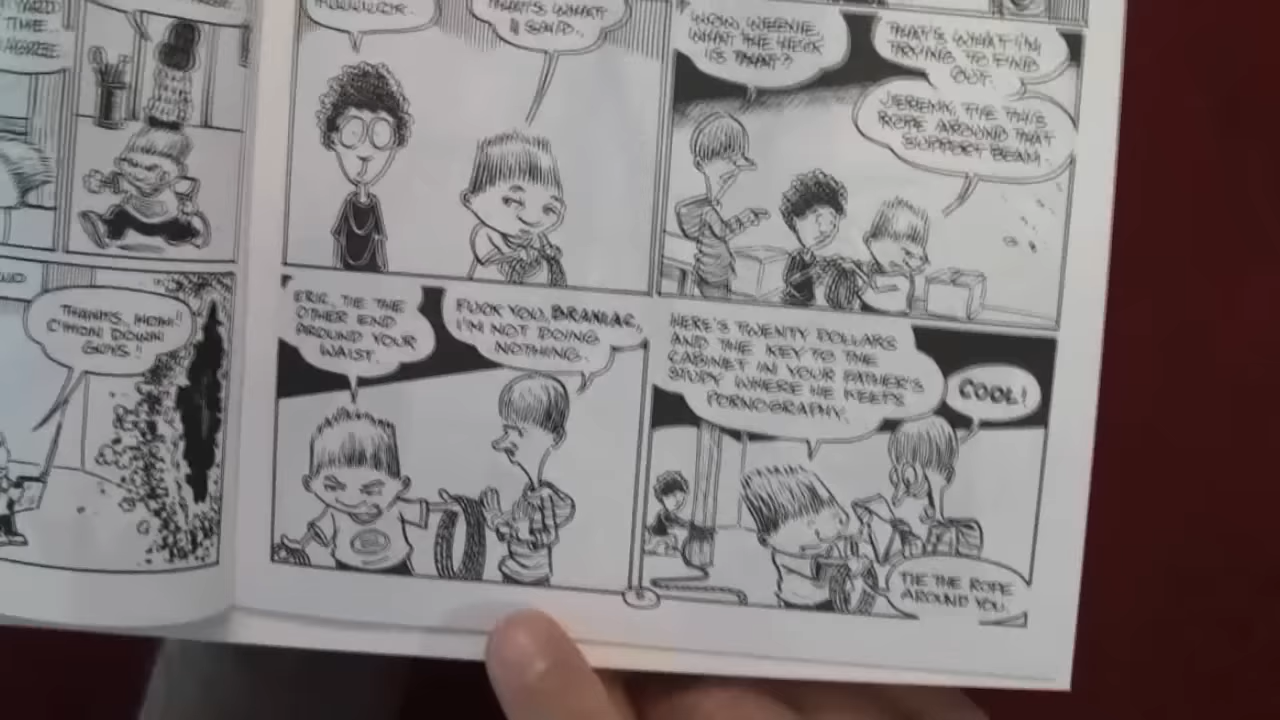 YARD
TIME..
THANKS, MOM!!
C'MON DOWN
GUYS!!
THAT'S WHAT
I SAID..
WOW, WEENIE,
WHAT THE HECK
IS THAT?
THAT'S WHAT I'M
TRYING TO FIND
OUT.
JEREMY, TIE THIS
ROPE AROUND THAT
SUPPORT BEAM.
ERIC, TIE THE
OTHER END
AROUND YOUR
WAIST.
FUCK YOU, BRANIAC,
I'M NOT DOING
NOTHING.
HERE'S TWENTY DOLLARS
AND THE KEY TO THE
CABINET IN YOUR FATHER'S
STUDY WHERE HE KEEPS
PORNOGRAPHY.
COOL!
TIE THE ROPE
AROUND YOU.